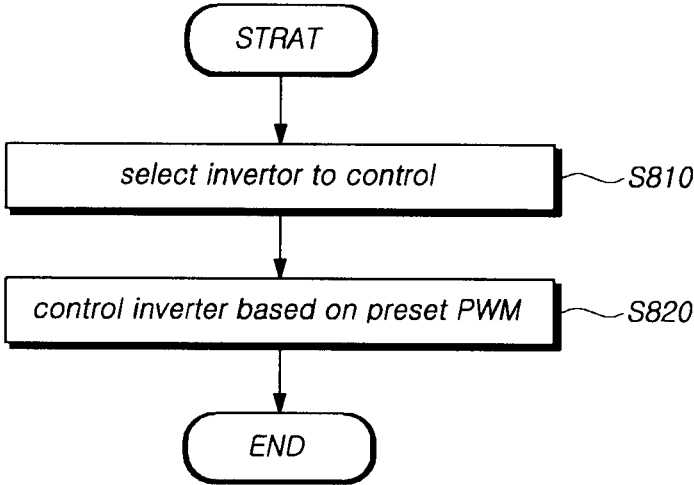 STRAT
select invertor to control
S810
control inverter based on preset PWM
S820
END